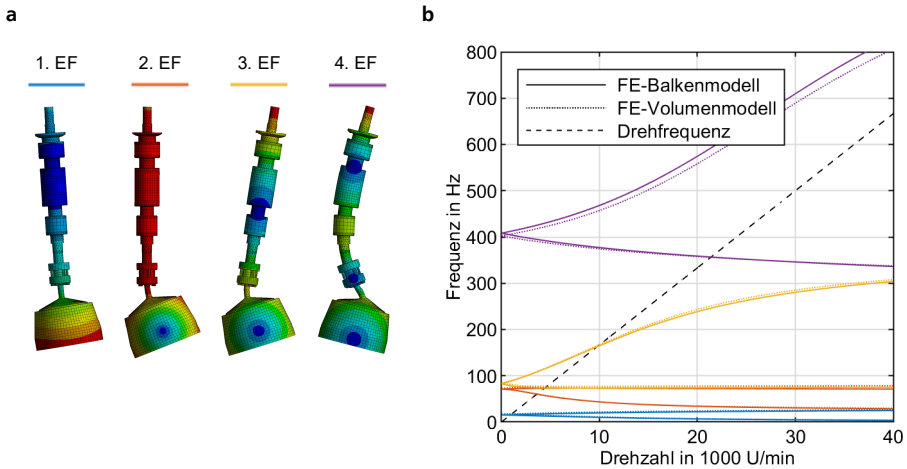 a
1. EF 2. EF 3. EF 4. EF
b
Frequenz in Hz
800
700
600
500
400
300
200
100
0
FE-Balkenmodell
FE-Volumenmodell
Drehfrequenz
0 10 20 30 40
Drehzahl in 1000 U/min